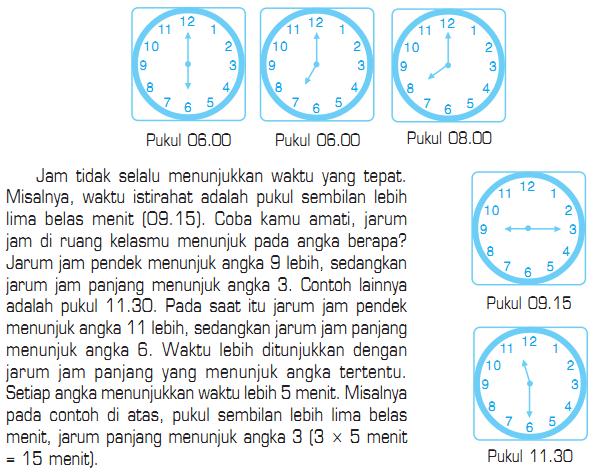 12
11 1
10 2
9 3
8 4
7 6 5
12
11 1
10 2
9 3
8 4
7 6 5
12
11 1
10 2
9 3
8 4
7 6 5
Pukul 06.00 Pukul 06.00 Pukul 08.00
Jam tidak selalu menunjukkan waktu yang tepat.
Misalnya, waktu istirahat adalah pukul sembilan lebih
lima belas menit (09.15). Coba kamu amati, jarum
jam di ruang kelasmu menunjuk pada angka berapa?
Jarum jam pendek menunjuk angka 9 lebih, sedangkan
jarum jam panjang menunjuk angka 3. Contoh lainnya
adalah pukul 11.30. Pada saat itu jarum jam pendek
menunjuk angka 11 lebih, sedangkan jarum jam panjang
menunjuk angka 6. Waktu lebih ditunjukkan dengan
jarum jam panjang yang menunjuk angka tertentu.
Setiap angka menunjukkan waktu lebih 5 menit. Misalnya
pada contoh di atas, pukul sembilan lebih lima belas
menit, jarum panjang menunjuk angka 3 (3 × 5 menit
= 15 menit).
12
11 1
10 2
9 3
8 4
7 6 5
Pukul 09.15
12
11 1
10 2
9 3
8 4
7 6 5
Pukul 11.30